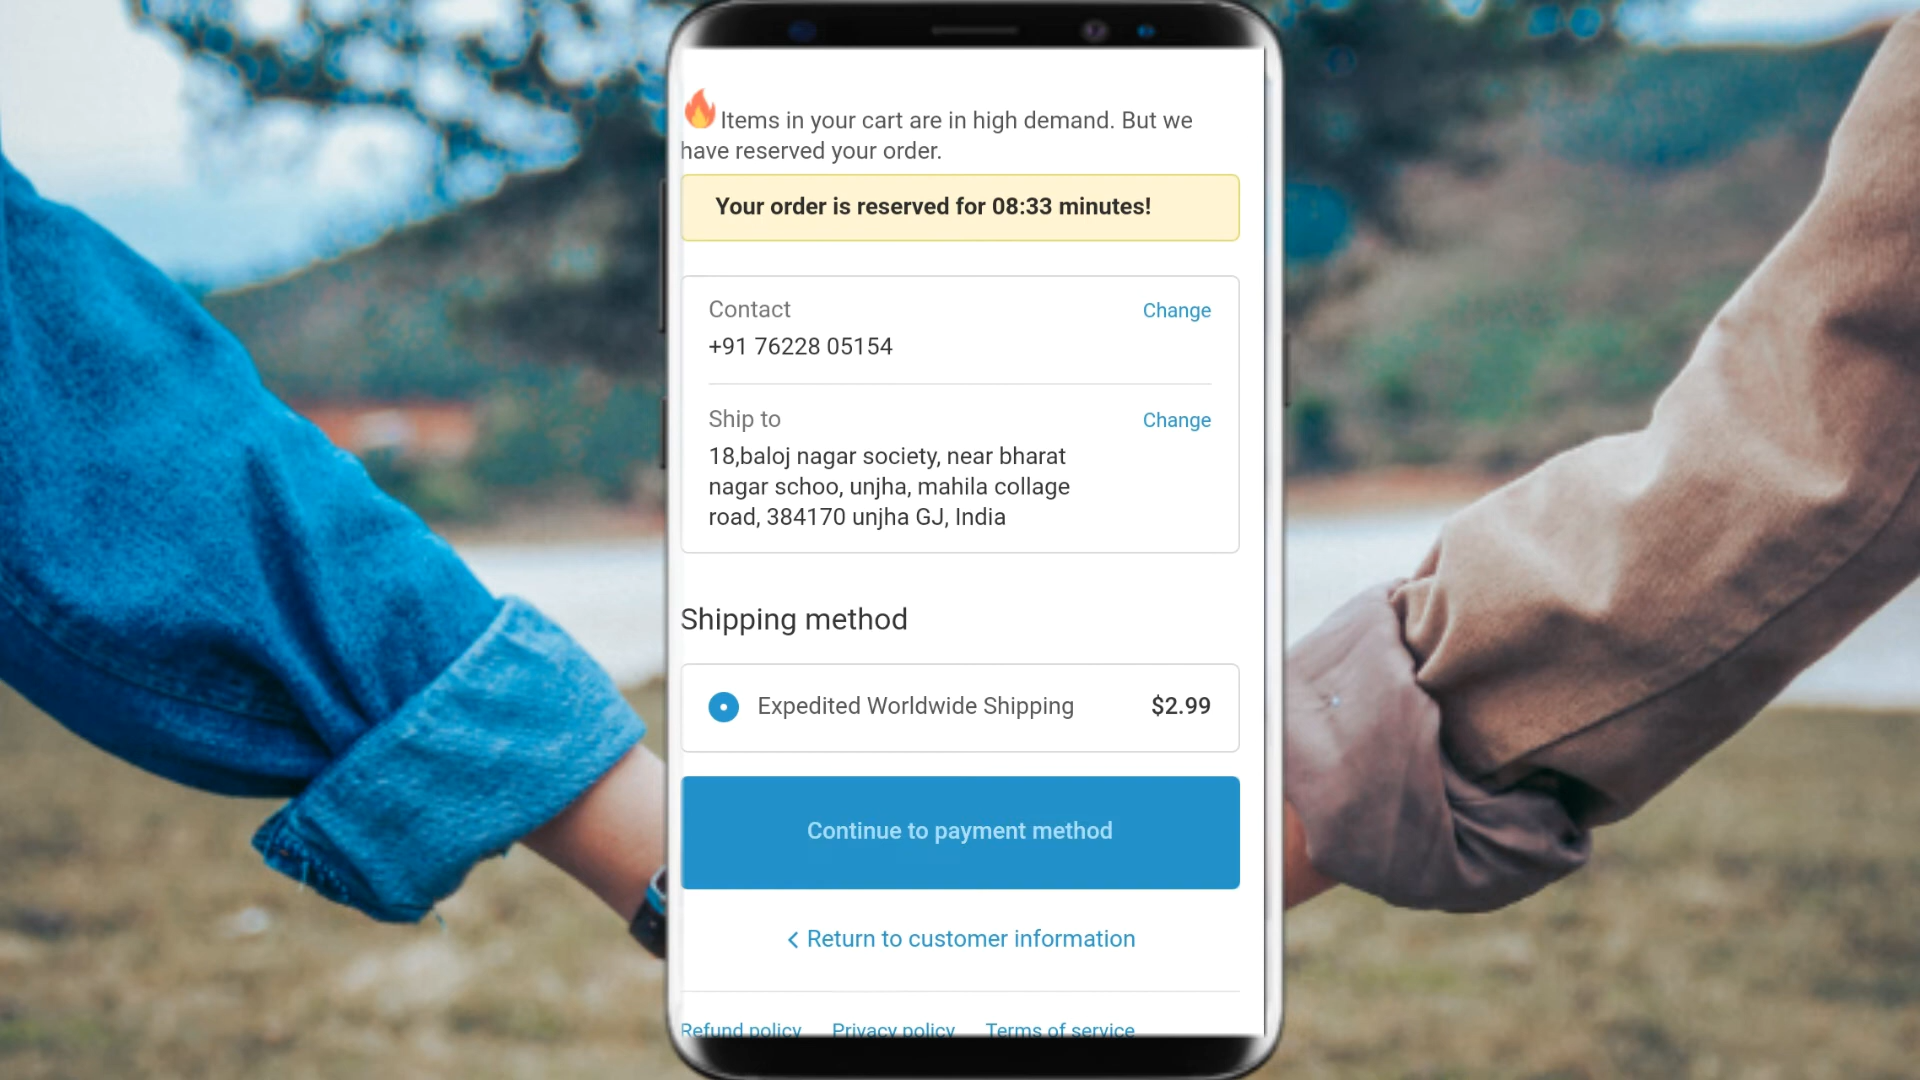 🔥Items in your cart are in high demand. But we
have reserved your order.
Your order is reserved for 08:33 minutes!
Contact
Change
+91 76228 05154
Ship to
Change
18,baloj nagar society, near bharat
nagar schoo, unjha, mahila collage
road, 384170 unjha GJ, India
Shipping method
Expedited Worldwide Shipping
$2.99
Continue to payment method
< Return to customer information
Refund policy
Privacy policy
Terms of service